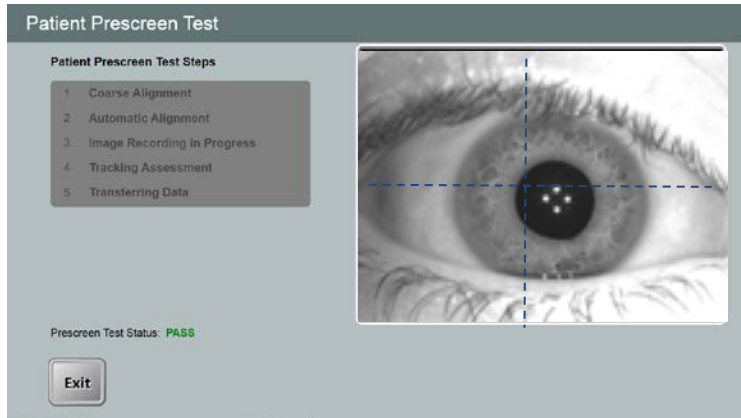 Patient Prescreen Test
Patient Prescreen Test Steps
1 Coarse Alignment
2 Automatic Alignment
3 Image Recording in Progress
4 Tracking Assessment
5 Transferring Data
Prescreen Test Status: PASS
Exit